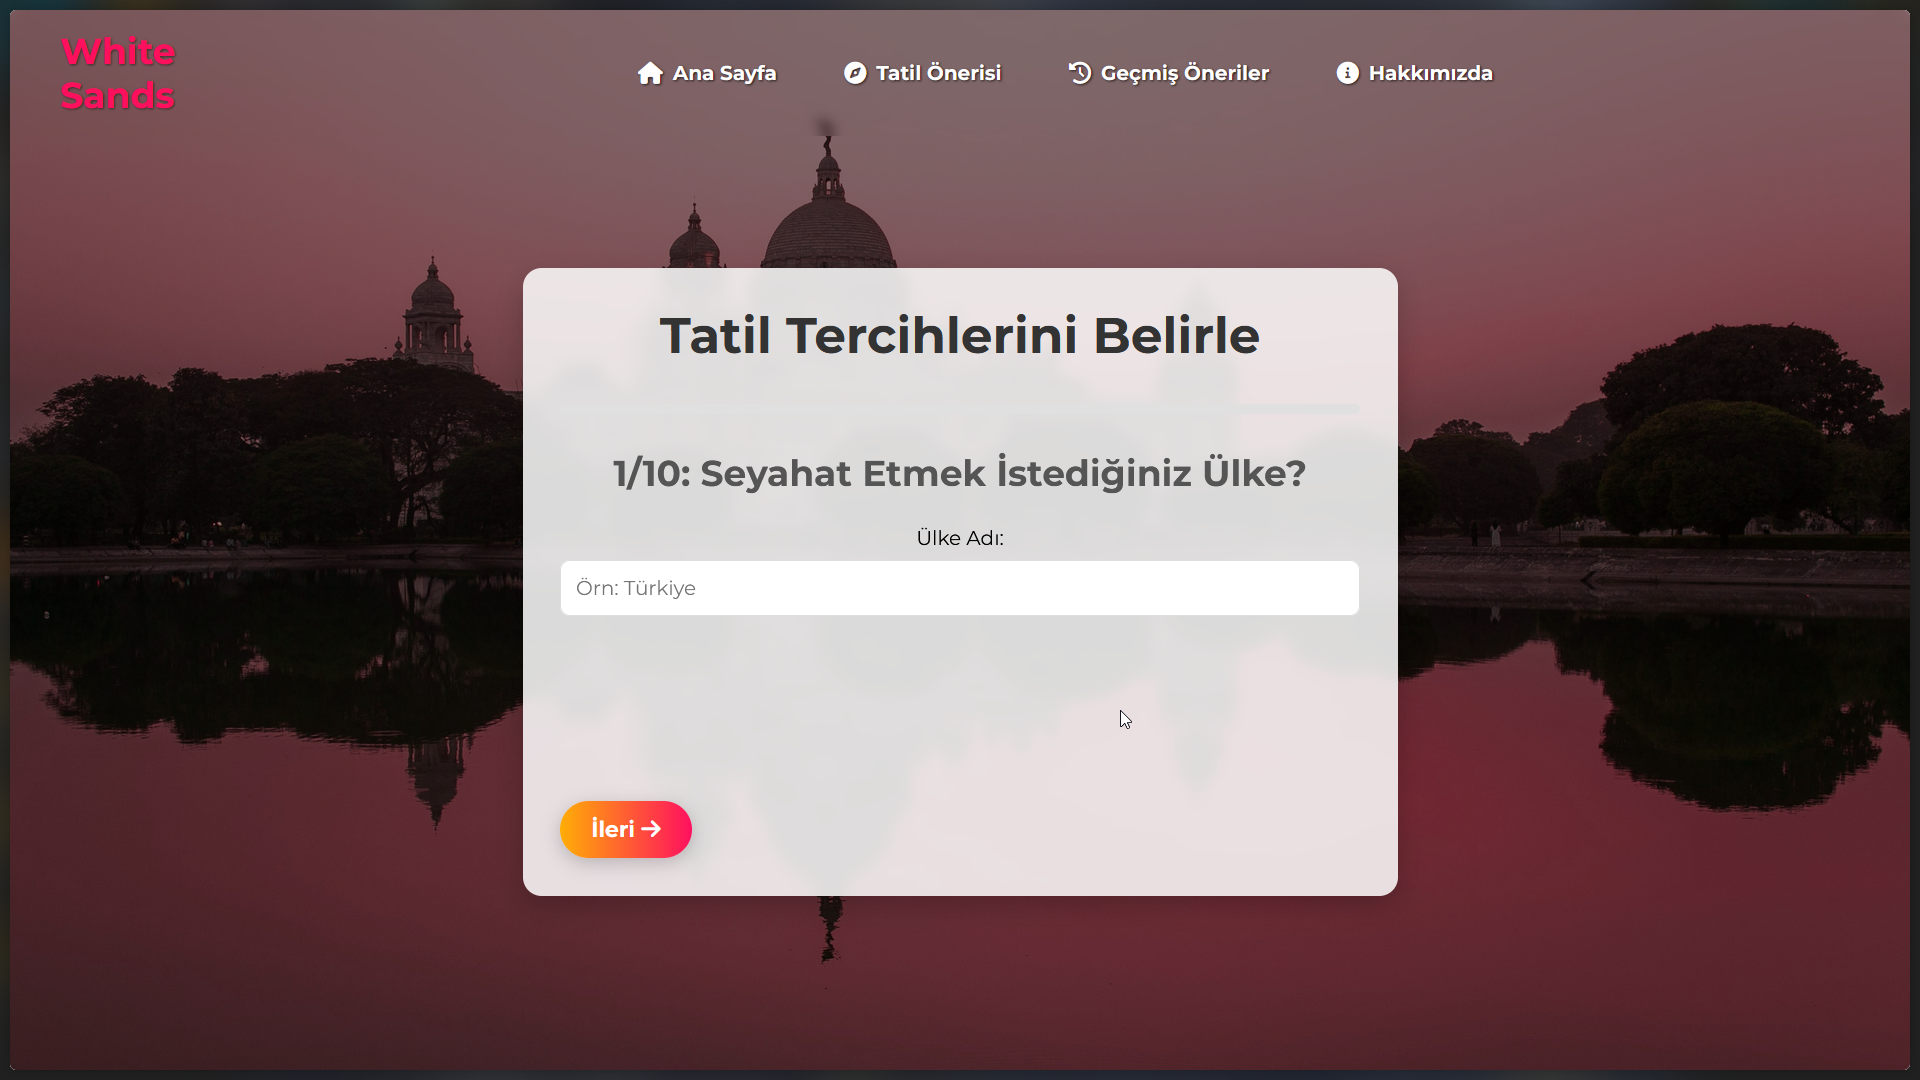 White
Sands
Ana Sayfa
Tatil Önerisi
Geçmiş Öneriler
Hakkımızda
Tatil Tercihlerini Belirle
1/10: Seyahat Etmek İstediğiniz Ülke?
Ülke Adı:
Örn: Türkiye
İleri →